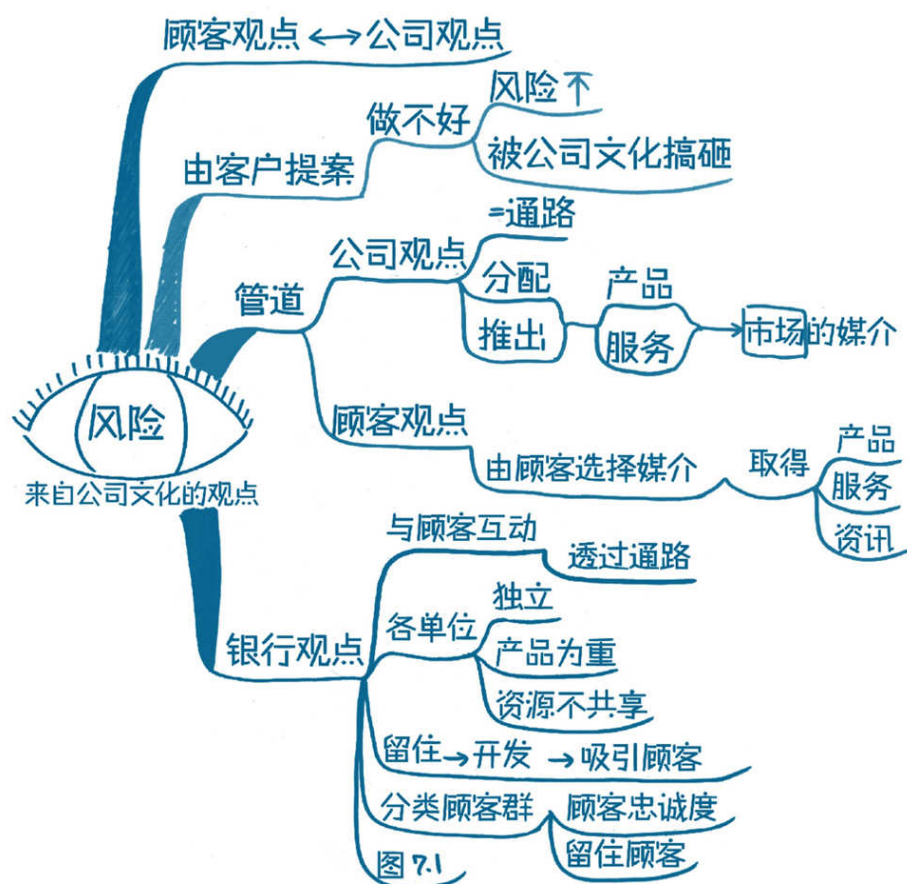 顾客观点 ↔ 公司观点
由客户提案
做不好
风险 ↑
被公司文化搞砸
管道
公司观点
=通路
分配
推出
产品
服务
→市场的媒介
顾客观点
由顾客选择媒介
取得
产品
服务
资讯
风险
来自公司文化的观点
银行观点
与顾客互动
透过通路
各单位
独立
产品为重
资源不共享
留住→开发→吸引顾客
分类顾客群
顾客忠诚度
留住顾客
图7.1